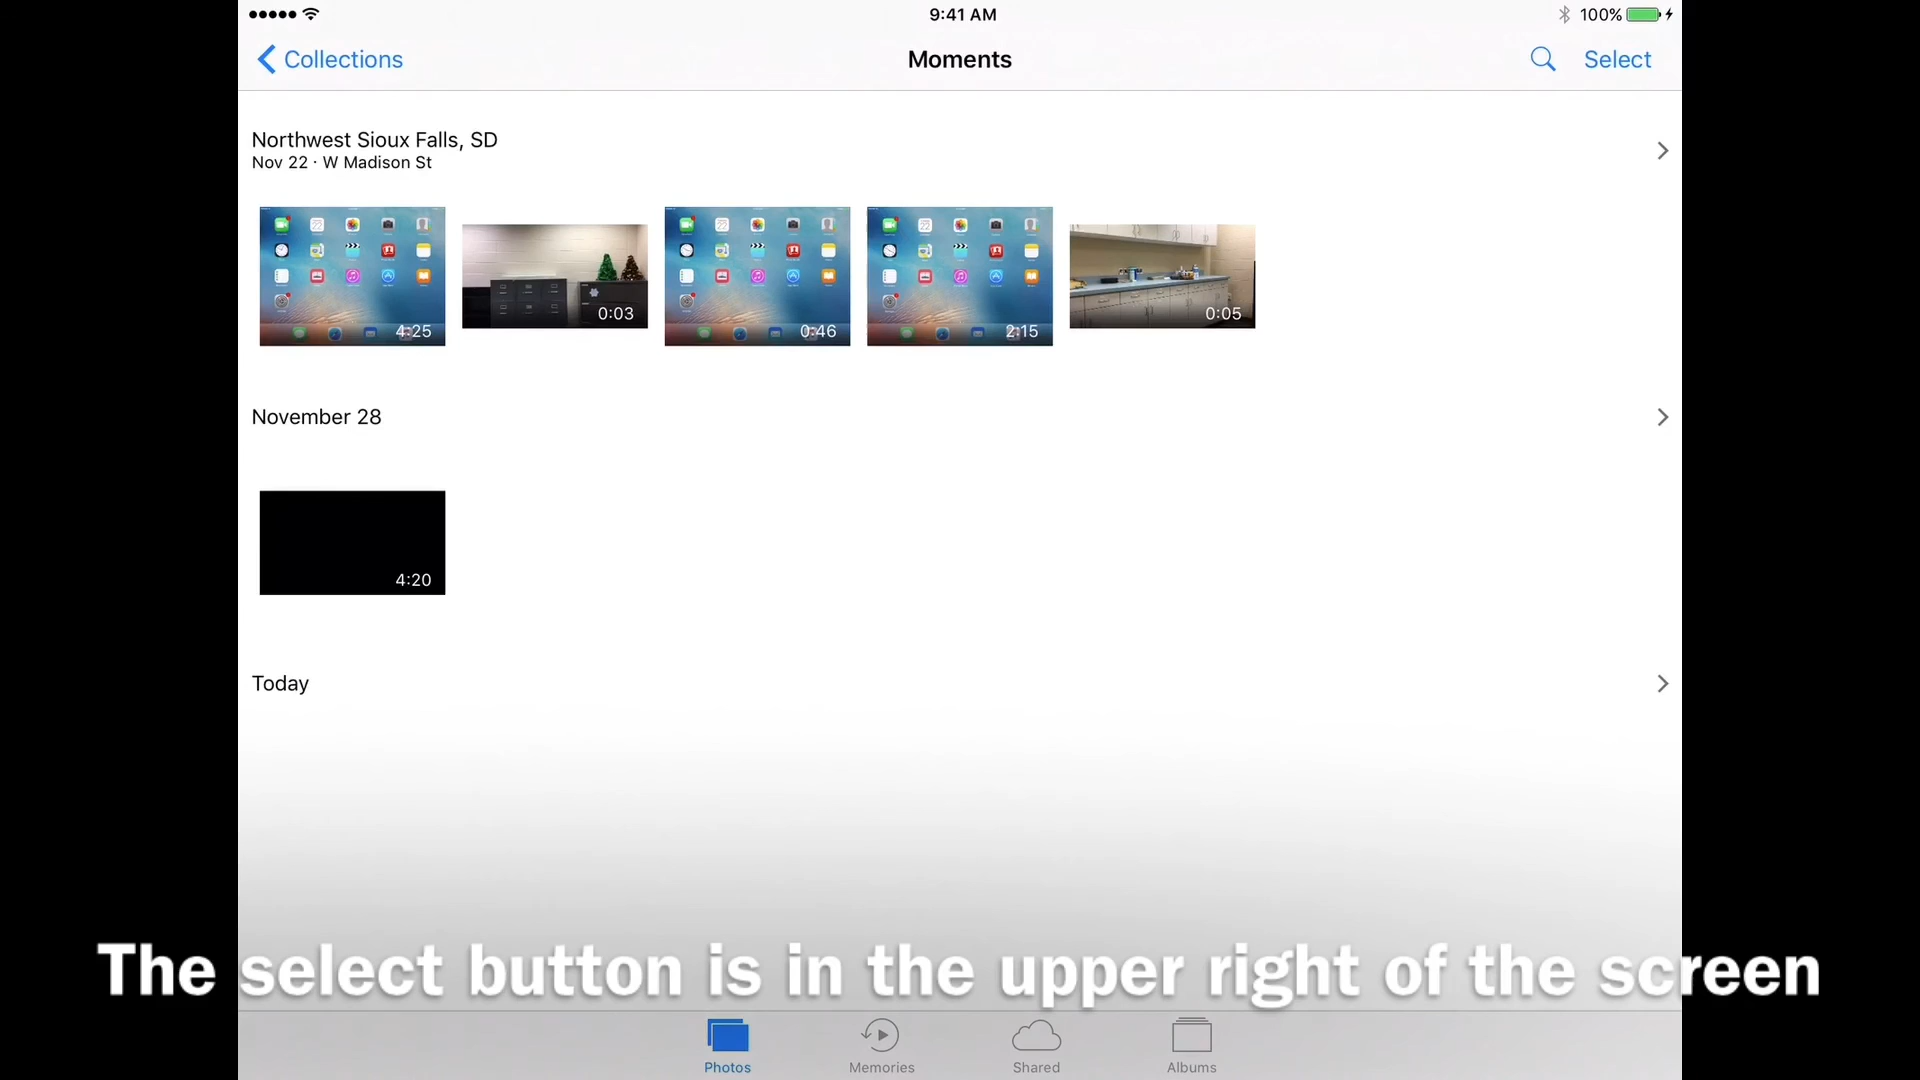 9:41 AM
100%
Collections
Moments
Select
Northwest Sioux Falls, SD
Nov 22 · W Madison St
4:25
0:03
0:46
2:15
0:05
November 28
4:20
Today
The select button is in the upper right of the screen
Photos
Memories
Shared
Albums